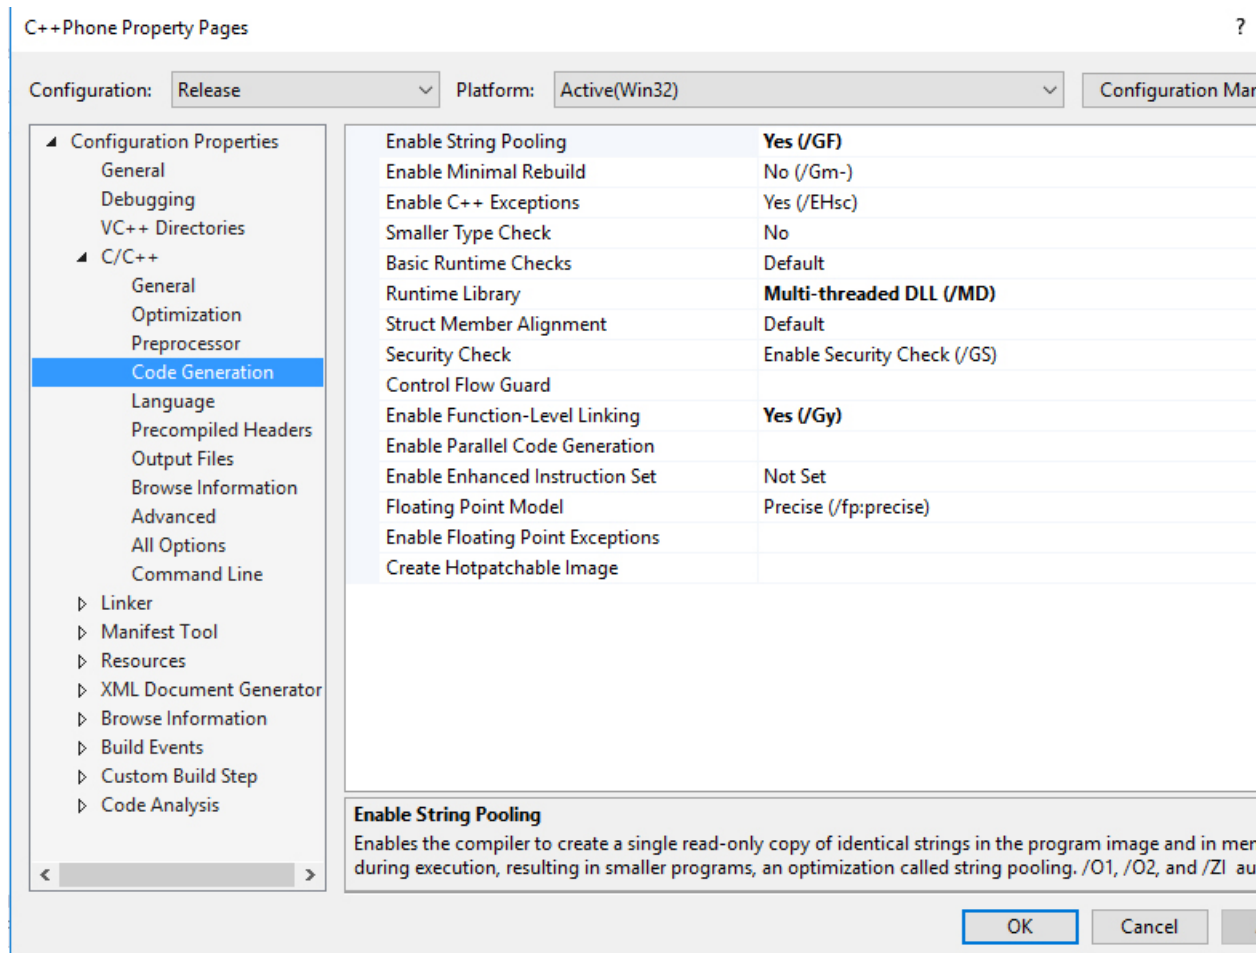 C++Phone Property Pages
?
Configuration: Release Platform: Active(Win32) Configuration
Configuration Properties
General
Debugging
VC++ Directories
C/C++
General
Optimization
Preprocessor
Code Generation
Language
Precompiled Headers
Output Files
Browse Information
Advanced
All Options
Command Line
Linker
Manifest Tool
Resources
XML Document Generator
Browse Information
Build Events
Custom Build Step
Code Analysis
Enable String Pooling Yes (/GF)
Enable Minimal Rebuild No (/Gm-)
Enable C++ Exceptions Yes (/EHsc)
Smaller Type Check No
Basic Runtime Checks Default
Runtime Library Multi-threaded DLL (/MD)
Struct Member Alignment Default
Security Check Enable Security Check (/GS)
Control Flow Guard
Enable Function-Level Linking Yes (/Gy)
Enable Parallel Code Generation
Enable Enhanced Instruction Set Not Set
Floating Point Model Precise (/fp:precise)
Enable Floating Point Exceptions
Create Hotpatchable Image
Enable String Pooling
Enables the compiler to create a single read-only copy of identical strings in the program image and in
during execution, resulting in smaller programs, an optimization called string pooling. /O1, /O2, and /ZI
OK Cancel